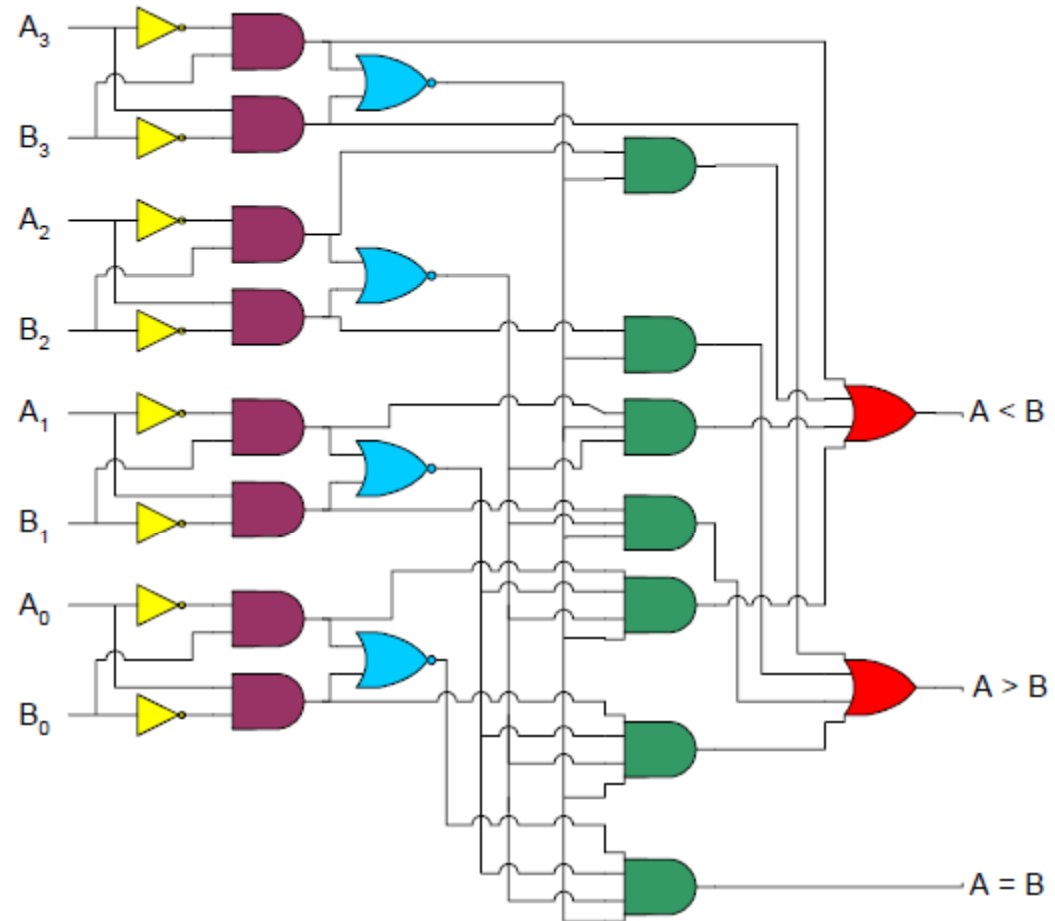 A₃
B₃
A₂
B₂
A₁
B₁
A₀
B₀
A < B
A > B
A = B